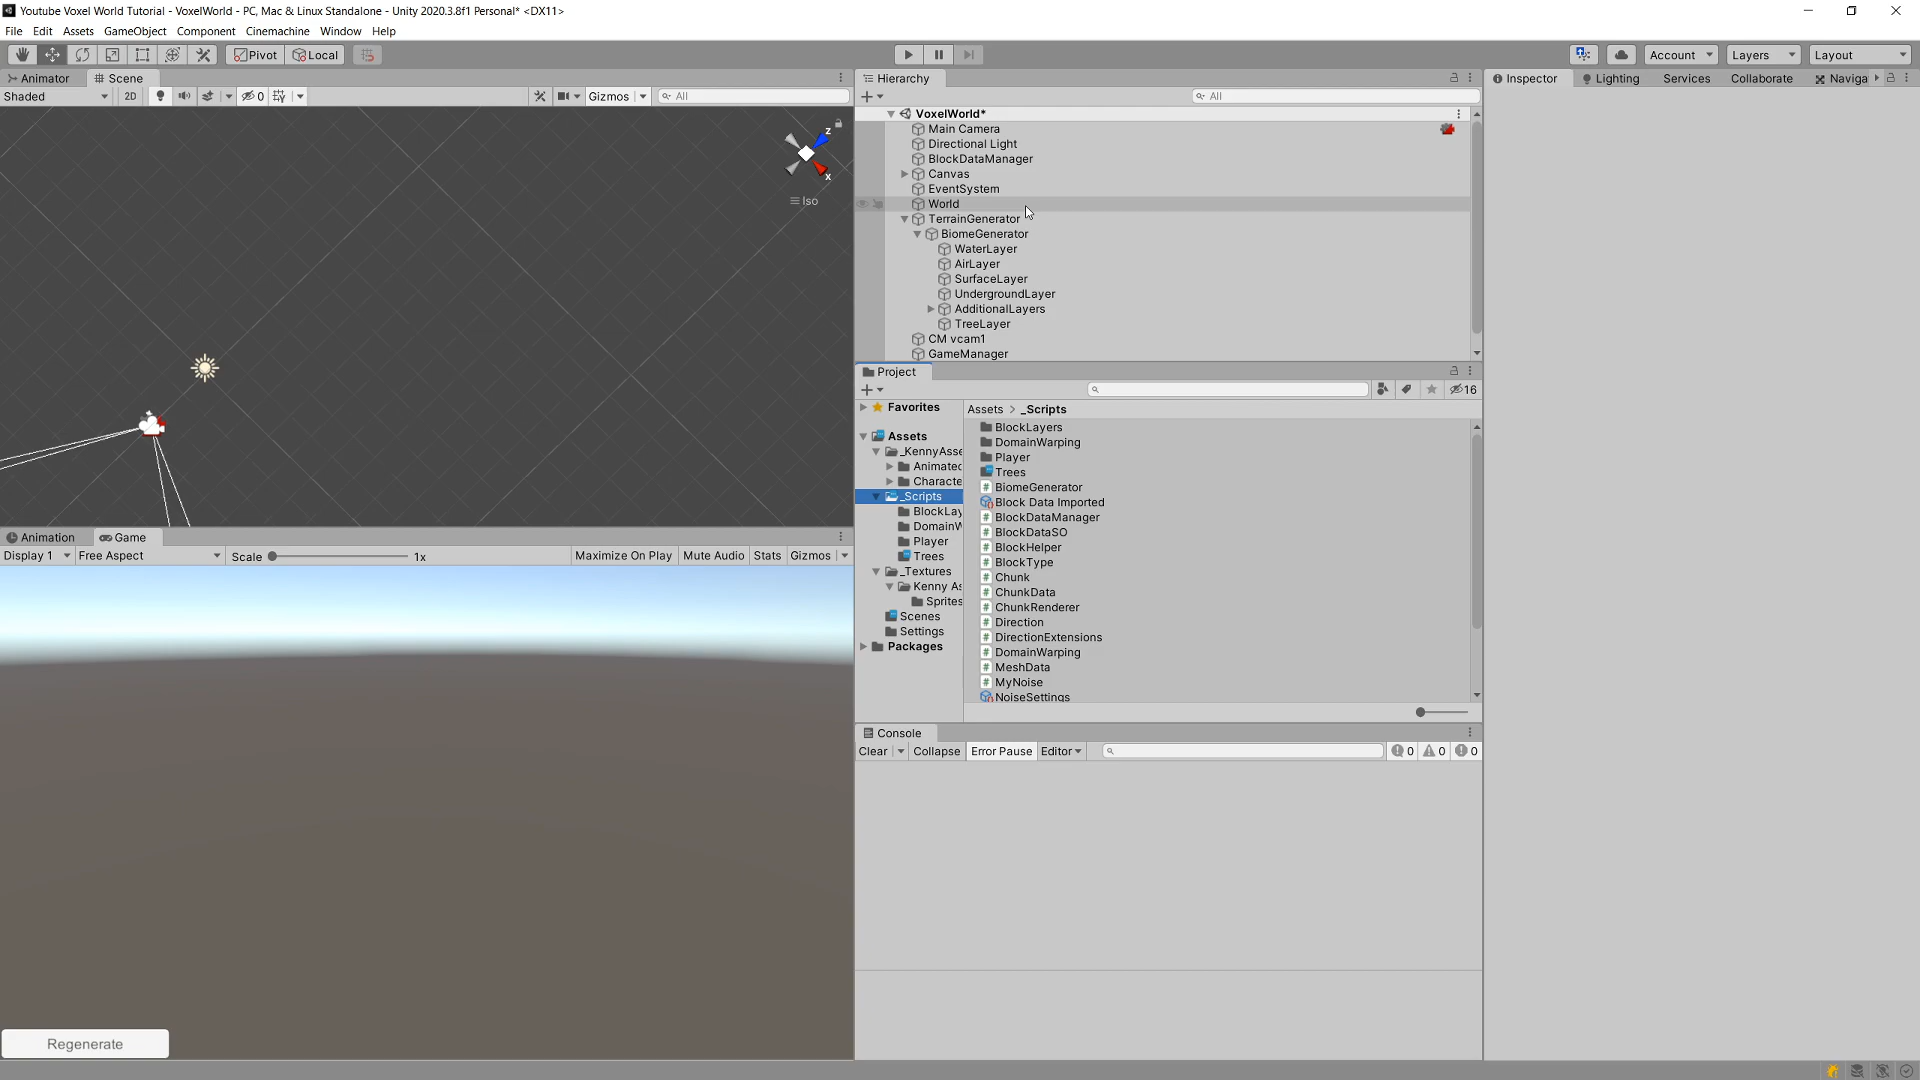 Youtube Voxel World Tutorial - VoxelWorld - PC, Mac & Linux Standalone - Unity 2020.3.8f1 Personal* <DX11>
File Edit Assets GameObject Component Cinemachine Window Help
Pivot Local Account Layers Layout
Animator Scene
Shaded 2D 0 Gizmos All
z
x
Iso
Animation Game
Display 1 Free Aspect Scale 1x Maximize On Play Mute Audio Stats Gizmos
Regenerate
Hierarchy
All
VoxelWorld*
Main Camera
Directional Light
BlockDataManager
Canvas
EventSystem
World
TerrainGenerator
BiomeGenerator
WaterLayer
AirLayer
SurfaceLayer
UndergroundLayer
AdditionalLayers
TreeLayer
CM vcam1
GameManager
Project
16
Favorites
Assets
_KennyAsse
Animated
Characte
_Scripts
BlockLay
DomainW
Player
Trees
_Textures
Kenny As
Sprites
Scenes
Settings
Packages
Assets > _Scripts
BlockLayers
DomainWarping
Player
Trees
BiomeGenerator
Block Data Imported
BlockDataManager
BlockDataSO
BlockHelper
BlockType
Chunk
ChunkData
ChunkRenderer
Direction
DirectionExtensions
DomainWarping
MeshData
MyNoise
NoiseSettings
Console
Clear Collapse Error Pause Editor 0 0 0
Inspector Lighting Services Collaborate Naviga